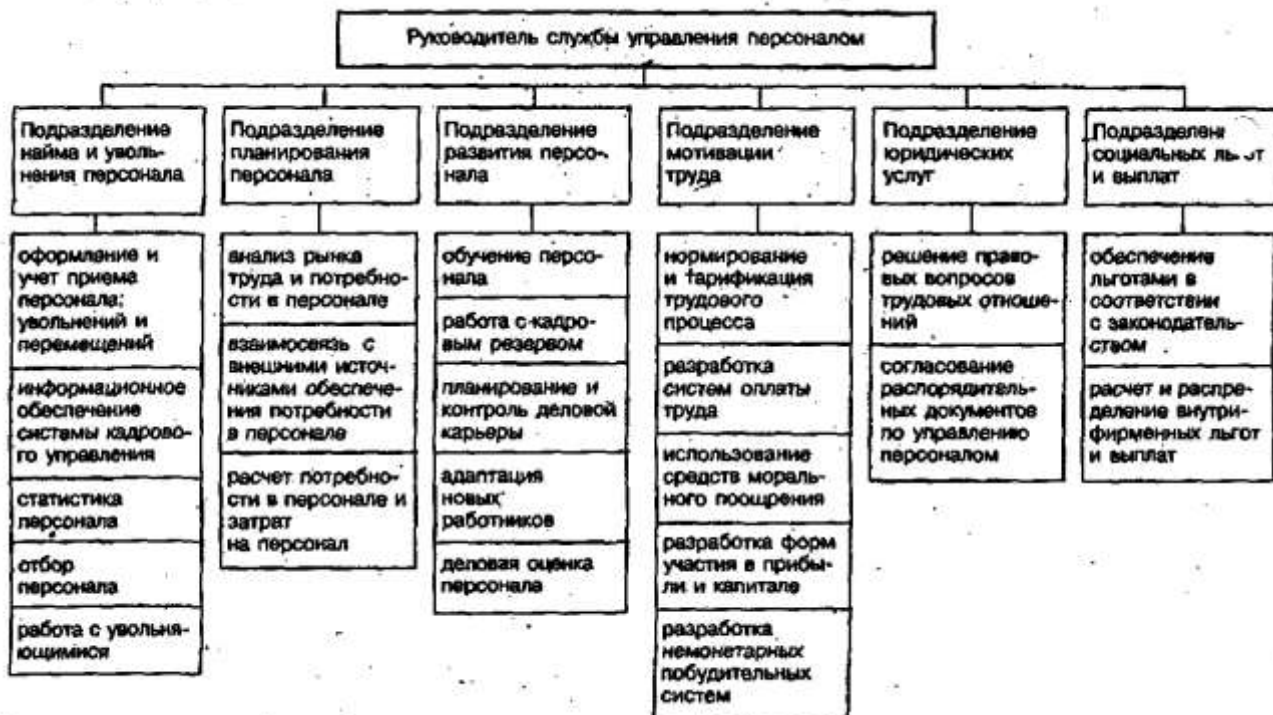 Руководитель службы управления персоналом
Подразделение
найма и уволь-
нения персонала
Подразделение
планирования
персонала
Подразделение
развития персо-
нала
Подразделение
мотивации
труда
Подразделение
юридических
услуг
социальных
и выплат
оформление и
учет приема
персонала;
увольнений и
перемещений
информационное
обеспечение
системы кадрово-
го управления
статистика
персонала
отбор
персонала
работа с увольня-
ющимися
анализ рынка
труда и потребно-
сти в персонале
взаимосвязь с
внешними источ-
никами обеспече-
ния потребности
в персонале
расчет потребно-
сти в персонале и
затрат
на персонал
обучение персо-
нала
работа с кадро-
вым резервом
планирование и
контроль деловой
карьеры
адаптация
новых
работников
деловая оценка
персонала
нормирование
и тарификация
трудового
процесса
разработка
систем оплаты
труда
использование
средств мораль-
ного поощрения
разработка форм
участия в прибы-
ли и капитале
разработка
немонетарных
побудительных
систем
решение право-
вых вопросов
трудовых отноше-
ний
согласование
распорядитель-
ных документов
по управлению
персоналом
обеспечение
льготами в
соответствии
с законодатель-
ством
расчет и распре-
деление внутри-
фирменных льгот
и выплат